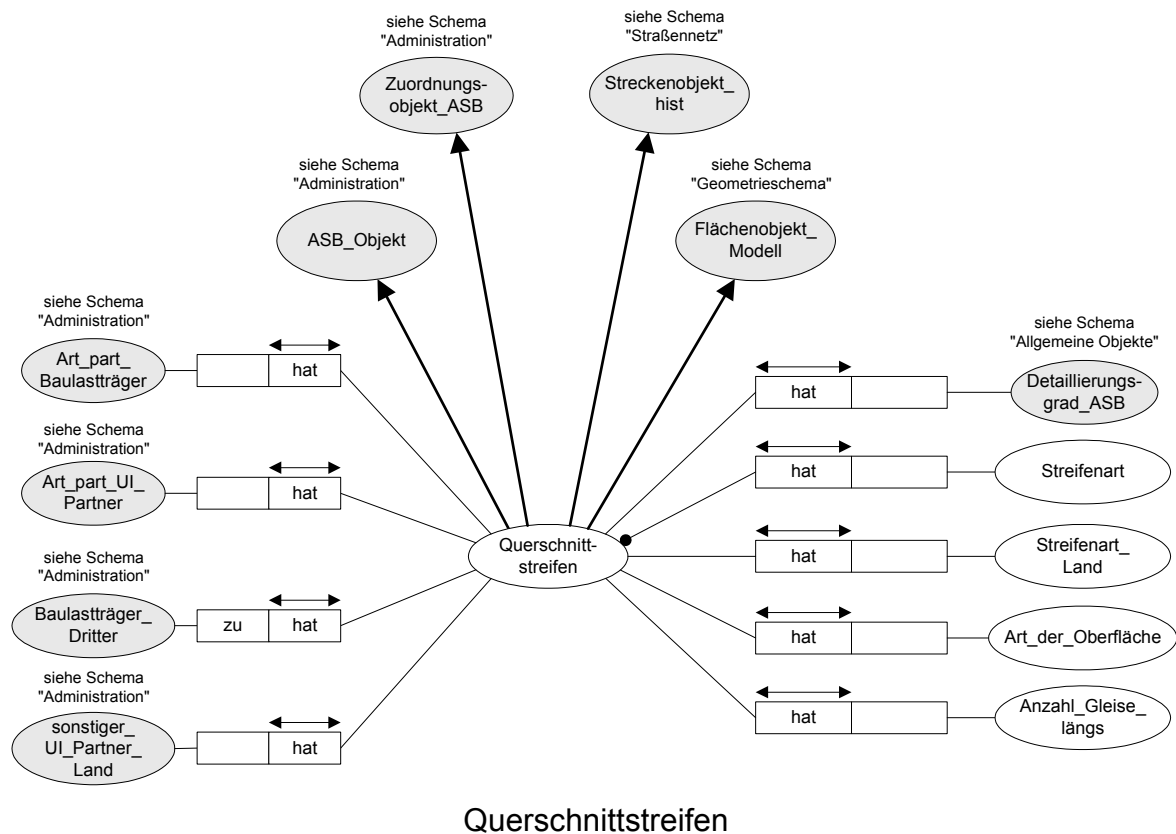 siehe Schema
"Administration"
Zuordnungs-
objekt_ASB
siehe Schema
"Straßennetz"
Streckenobjekt_
hist
siehe Schema
"Administration"
ASB_Objekt
siehe Schema
"Geometrieschema"
Flächenobjekt_
Modell
siehe Schema
"Administration"
Art_part_
Baulastträger
hat
siehe Schema
"Administration"
Art_part_UI_
Partner
hat
siehe Schema
"Administration"
Baulastträger_
Dritter
zu
hat
siehe Schema
"Administration"
sonstiger_
UI_Partner_
Land
hat
Querschnitt-
streifen
siehe Schema
"Allgemeine Objekte"
hat
Detaillierungs-
grad_ASB
hat
Streifenart
hat
Streifenart_
Land
hat
Art_der_Oberfläche
hat
Anzahl_Gleise_
längs
Querschnittstreifen